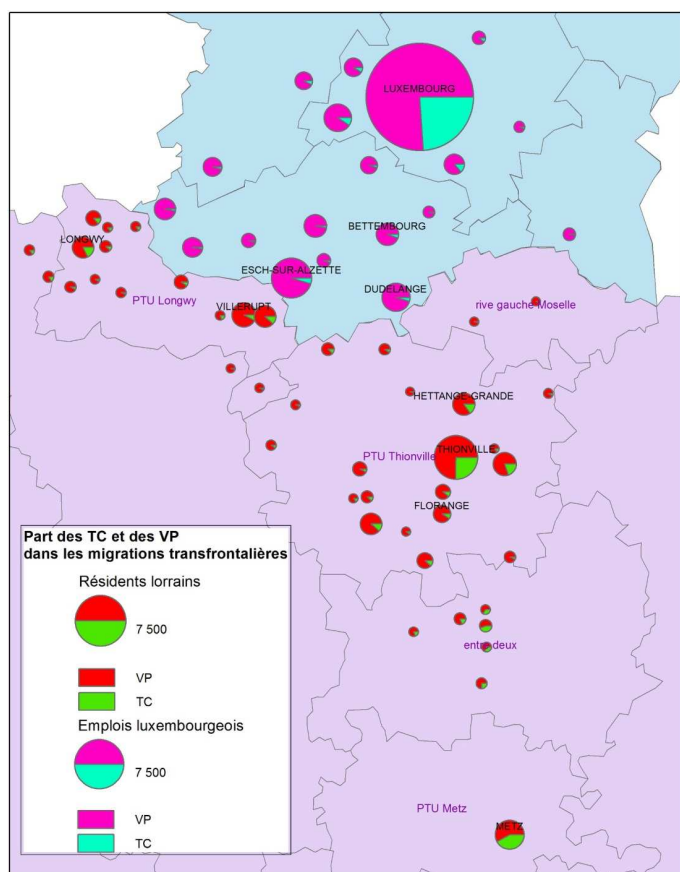 LUXEMBOURG
BETTEMBOURG
LONGWY
ESCH-SUR-ALZETTE
DUDELANGE
PTU Longwy
VILLERUPT
rive gauche Moselle
HETTANGE-GRANDE
THIONVILLE
PTU Thionville
FLORANGE
Part des TC et des VP
dans les migrations transfrontalières
Résidents lorrains
7 500
VP
TC
Emplois luxembourgeois
7 500
VP
TC
entre deux
PTU Metz
METZ